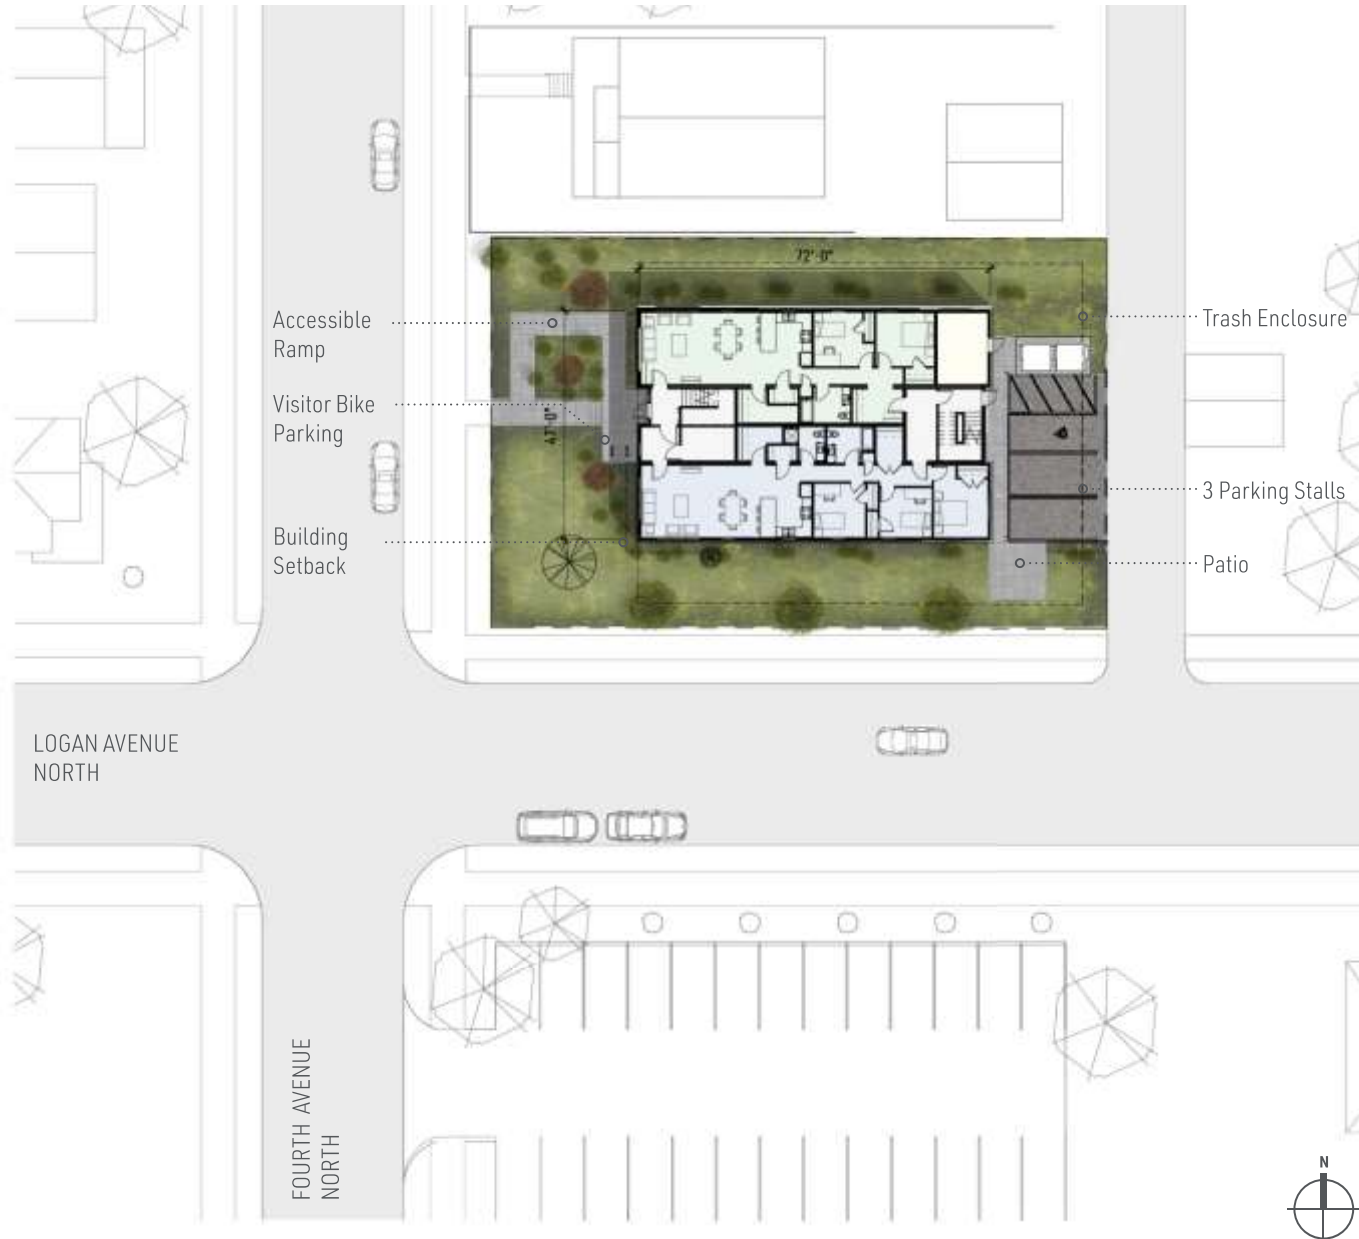 72'-0"
Accessible
Ramp
Trash Enclosure
Visitor Bike
Parking
47'-0"
3 Parking Stalls
Building
Setback
Patio
LOGAN AVENUE
NORTH
FOURTH AVENUE
NORTH
N